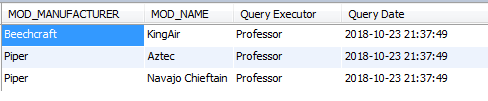 MOD_MANUFACTURER MOD_NAME Query Executor Query Date
Beechcraft KingAir Professor 2018-10-23 21:37:49
Piper Aztec Professor 2018-10-23 21:37:49
Piper Navajo Chieftain Professor 2018-10-23 21:37:49